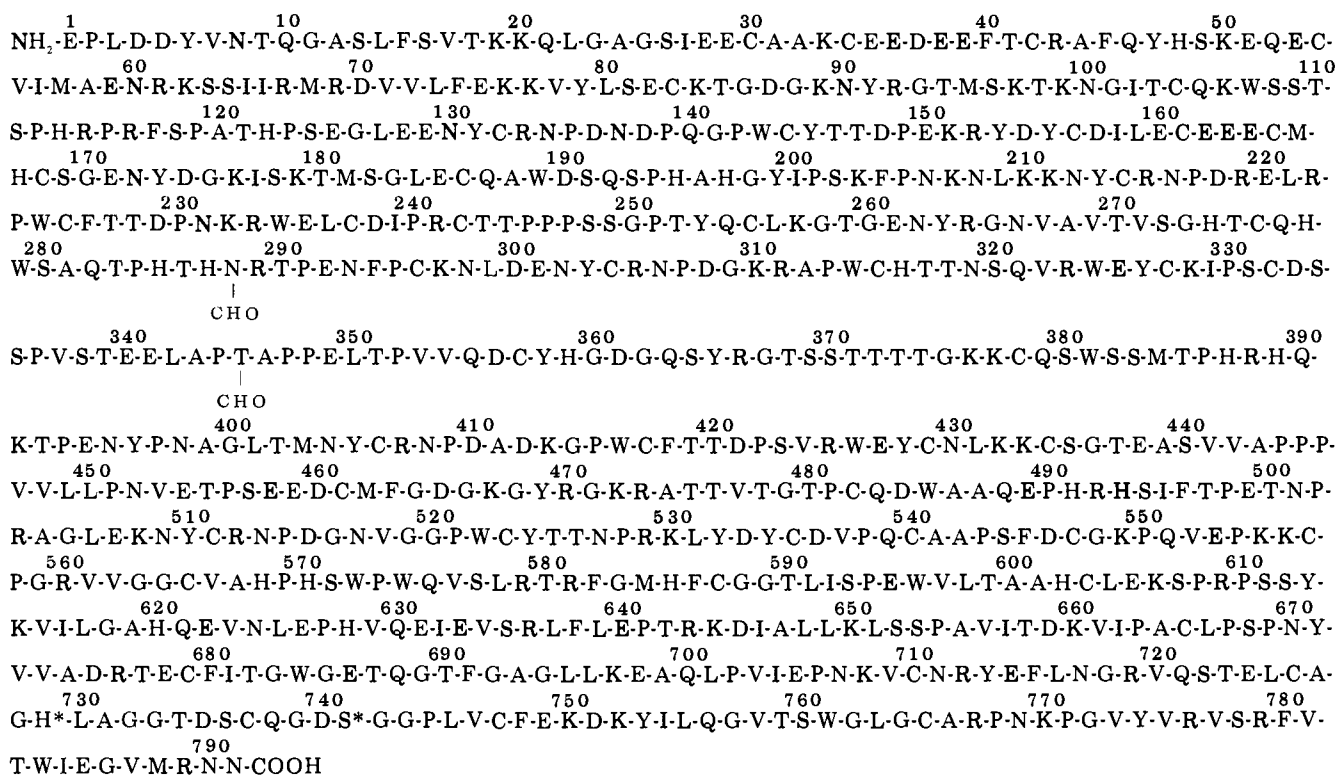 1 10 20 30 40 50
NH2-E-P-L-D-D-Y-V-N-T-Q-G-A-S-L-F-S-V-T-K-K-Q-L-G-A-G-S-I-E-E-C-A-A-K-C-E-E-D-E-E-F-T-C-R-A-F-Q-Y-H-S-K-E-Q-E-C-
60 70 80 90 100 110
V-I-M-A-E-N-R-K-S-S-I-I-R-M-R-D-V-V-L-F-E-K-K-V-Y-L-S-E-C-K-T-G-D-G-K-N-Y-R-G-T-M-S-K-T-K-N-G-I-T-C-Q-K-W-S-S-T-
120 130 140 150 160
S-P-H-R-P-R-F-S-P-A-T-H-P-S-E-G-L-E-E-N-Y-C-R-N-P-D-N-D-P-Q-G-P-W-C-Y-T-T-D-P-E-K-R-Y-D-Y-C-D-I-L-E-C-E-E-E-C-M-
170 180 190 200 210 220
H-C-S-G-E-N-Y-D-G-K-I-S-K-T-M-S-G-L-E-C-Q-A-W-D-S-Q-S-P-H-A-H-G-Y-I-P-S-K-F-P-N-K-N-L-K-K-N-Y-C-R-N-P-D-R-E-L-R-
230 240 250 260 270
P-W-C-F-T-T-D-P-N-K-R-W-E-L-C-D-I-P-R-C-T-T-P-P-P-S-S-G-P-T-Y-Q-C-L-K-G-T-G-E-N-Y-R-G-N-V-A-V-T-V-S-G-H-T-C-Q-H-
280 290 300 310 320 330
W-S-A-Q-T-P-H-T-H-N-R-T-P-E-N-F-P-C-K-N-L-D-E-N-Y-C-R-N-P-D-G-K-R-A-P-W-C-H-T-T-N-S-Q-V-R-W-E-Y-C-K-I-P-S-C-D-S-
CHO
340 350 360 370 380 390
S-P-V-S-T-E-E-L-A-P-T-A-P-P-E-L-T-P-V-V-Q-D-C-Y-H-G-D-G-Q-S-Y-R-G-T-S-S-T-T-T-T-G-K-K-C-Q-S-W-S-S-M-T-P-H-R-H-Q-
CHO
400 410 420 430 440
K-T-P-E-N-Y-P-N-A-G-L-T-M-N-Y-C-R-N-P-D-A-D-K-G-P-W-C-F-T-T-D-P-S-V-R-W-E-Y-C-N-L-K-K-C-S-G-T-E-A-S-V-V-A-P-P-P-
450 460 470 480 490 500
V-V-L-L-P-N-V-E-T-P-S-E-E-D-C-M-F-G-D-G-K-G-Y-R-G-K-R-A-T-T-V-T-G-T-P-C-Q-D-W-A-A-Q-E-P-H-R-H-S-I-F-T-P-E-T-N-P-
510 520 530 540 550
R-A-G-L-E-K-N-Y-C-R-N-P-D-G-N-V-G-G-P-W-C-Y-T-T-N-P-R-K-L-Y-D-Y-C-D-V-P-Q-C-A-A-P-S-F-D-C-G-K-P-Q-V-E-P-K-K-C-
560 570 580 590 600 610
P-G-R-V-V-G-G-C-V-A-H-P-H-S-W-P-W-Q-V-S-L-R-T-R-F-G-M-H-F-C-G-G-T-L-I-S-P-E-W-V-L-T-A-A-H-C-L-E-K-S-P-R-P-S-S-Y-
620 630 640 650 660 670
K-V-I-L-G-A-H-Q-E-V-N-L-E-P-H-V-Q-E-I-E-V-S-R-L-F-L-E-P-T-R-K-D-I-A-L-L-K-L-S-S-P-A-V-I-T-D-K-V-I-P-A-C-L-P-S-P-N-Y-
680 690 700 710 720
V-V-A-D-R-T-E-C-F-I-T-G-W-G-E-T-Q-G-T-F-G-A-G-L-L-K-E-A-Q-L-P-V-I-E-P-N-K-V-C-N-R-Y-E-F-L-N-G-R-V-Q-S-T-E-L-C-A-
730 740 750 760 770 780
G-H*-L-A-G-G-T-D-S-C-Q-G-D-S*-G-G-P-L-V-C-F-E-K-D-K-Y-I-L-Q-G-V-T-S-W-G-L-G-C-A-R-P-N-K-P-G-V-Y-V-R-V-S-R-F-V-
790
T-W-I-E-G-V-M-R-N-N-COOH